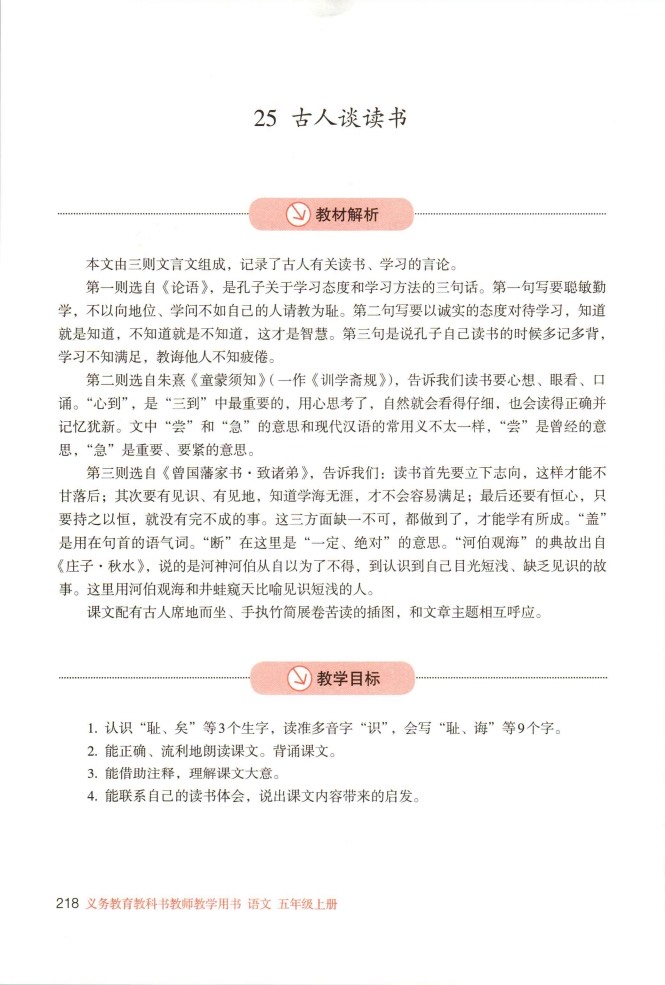 25 古人谈读书
教材解析
本文由三则文言文组成，记录了古人有关读书、学习的言论。
第一则选自《论语》，是孔子关于学习态度和学习方法的三句话。第一句写要聪敏勤
学，不以向地位、学问不如自己的人请教为耻。第二句写要以诚实的态度对待学习，知道
就是知道，不知道就是不知道，这才是智慧。第三句是说孔子自己读书的时候多记多背，
学习不知满足，教诲他人不知疲倦。
第二则选自朱熹《童蒙须知》（一作《训学斋规》），告诉我们读书要心想、眼看、口
诵。“心到”，是“三到”中最重要的，用心思考了，自然就会看得仔细，也会读得正确并
记忆犹新。文中“尝”和“急”的意思和现代汉语的常用义不太一样，“尝”是曾经的意
思，“急”是重要、要紧的意思。
第三则选自《曾国藩家书·致诸弟》，告诉我们：读书首先要立下志向，这样才能不
甘落后；其次要有见识、有见地，知道学海无涯，才不会容易满足；最后还要有恒心，只
要持之以恒，就没有完不成的事。这三方面缺一不可，都做到了，才能学有所成。“盖”
是用在句首的语气词。“断”在这里是“一定、绝对”的意思。“河伯观海”的典故出自
《庄子·秋水》，说的是河神河伯从自以为了不得，到认识到自己目光短浅、缺乏见识的故
事。这里用河伯观海和井蛙窥天比喻见识短浅的人。
课文配有古人席地而坐、手执竹简展卷苦读的插图，和文章主题相互呼应。
教学目标
1. 认识“耻、矣”等3个生字，读准多音字“识”，会写“耻、诲”等9个字。
2. 能正确、流利地朗读课文。背诵课文。
3. 能借助注释，理解课文大意。
4. 能联系自己的读书体会，说出课文内容带来的启发。
218 义务教育教科书教师教学用书 语文 五年级上册